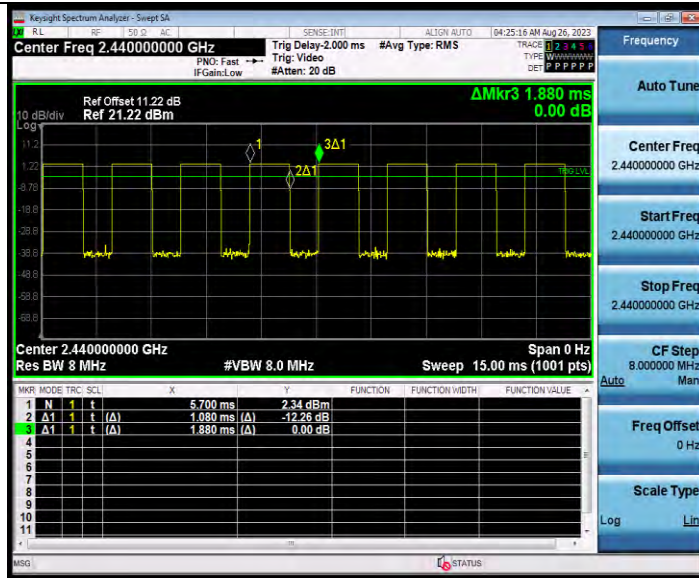 Keysight Spectrum Analyzer - Swept SA
RL RF 50 Ω AC SENSE:INT ALIGN AUTO 04:25:16 AM Aug 26, 2023
Center Freq 2.440000000 GHz
PNO: Fast
IFGain:Low
Trig Delay-2.000 ms
Trig: Video
#Atten: 20 dB
#Avg Type: RMS
TRACE 1 2 3 4 5 6
TYPE WWWWWW
DET P P P P P P
Ref Offset 11.22 dB
10 dB/div Ref 21.22 dBm
Log
ΔMkr3 1.880 ms
0.00 dB
11.2
1.22
-8.78
-18.8
-28.8
-38.8
-48.8
-58.8
-68.8
1
2Δ1
3Δ1
TRIG LVL
Center 2.440000000 GHz Span 0 Hz
Res BW 8 MHz #VBW 8.0 MHz Sweep 15.00 ms (1001 pts)
MKR MODE TRC SCL X Y FUNCTION FUNCTION WIDTH FUNCTION VALUE
1 N 1 t 5.700 ms 2.34 dBm
2 Δ1 1 t (Δ) 1.080 ms (Δ) -12.26 dB
3 Δ1 1 t (Δ) 1.880 ms (Δ) 0.00 dB
4
5
6
7
8
9
10
11
MSG STATUS
Frequency
Auto Tune
Center Freq
2.440000000 GHz
Start Freq
2.440000000 GHz
Stop Freq
2.440000000 GHz
CF Step
8.000000 MHz
Auto Man
Freq Offset
0 Hz
Scale Type
Log Lin